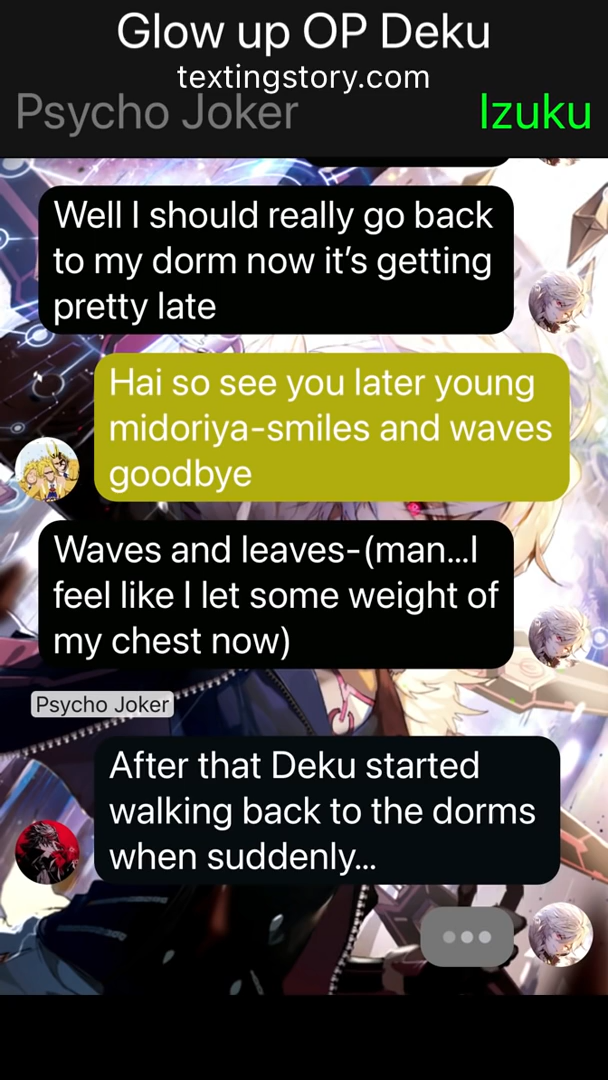 Glow up OP Deku
textingstory.com
Psycho Joker
Izuku
Well I should really go back
to my dorm now it’s getting
pretty late
Hai so see you later young
midoriya-smiles and waves
goodbye
Waves and leaves-(man...I
feel like I let some weight of
my chest now)
Psycho Joker
After that Deku started
walking back to the dorms
when suddenly...